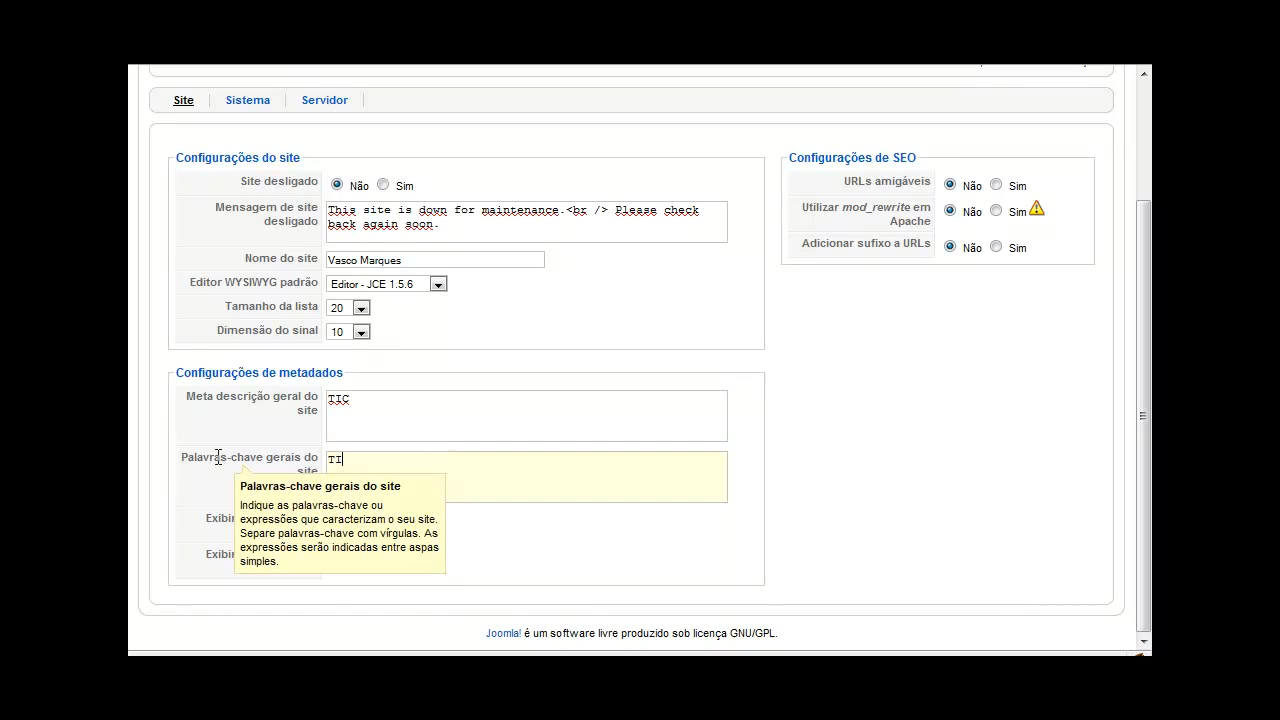 Site
Sistema
Servidor
Configurações do site
Site desligado
Não
Sim
Mensagem de site
desligado
This site is down for maintenance.<br /> Please check
back again soon.
Nome do site
Vasco Marques
Editor WYSIWYG padrão
Editor - JCE 1.5.6
Tamanho da lista
20
Dimensão do sinal
10
Configurações de SEO
URLs amigáveis
Não
Sim
Utilizar mod_rewrite em
Apache
Não
Sim
Adicionar sufixo a URLs
Não
Sim
Configurações de metadados
Meta descrição geral do
site
TIC
Palavras-chave gerais do
site
TI
Palavras-chave gerais do site
Indique as palavras-chave ou
expressões que caracterizam o seu site.
Separe palavras-chave com vírgulas. As
expressões serão indicadas entre aspas
simples.
Exibir
Exibir
Joomla! é um software livre produzido sob licença GNU/GPL.